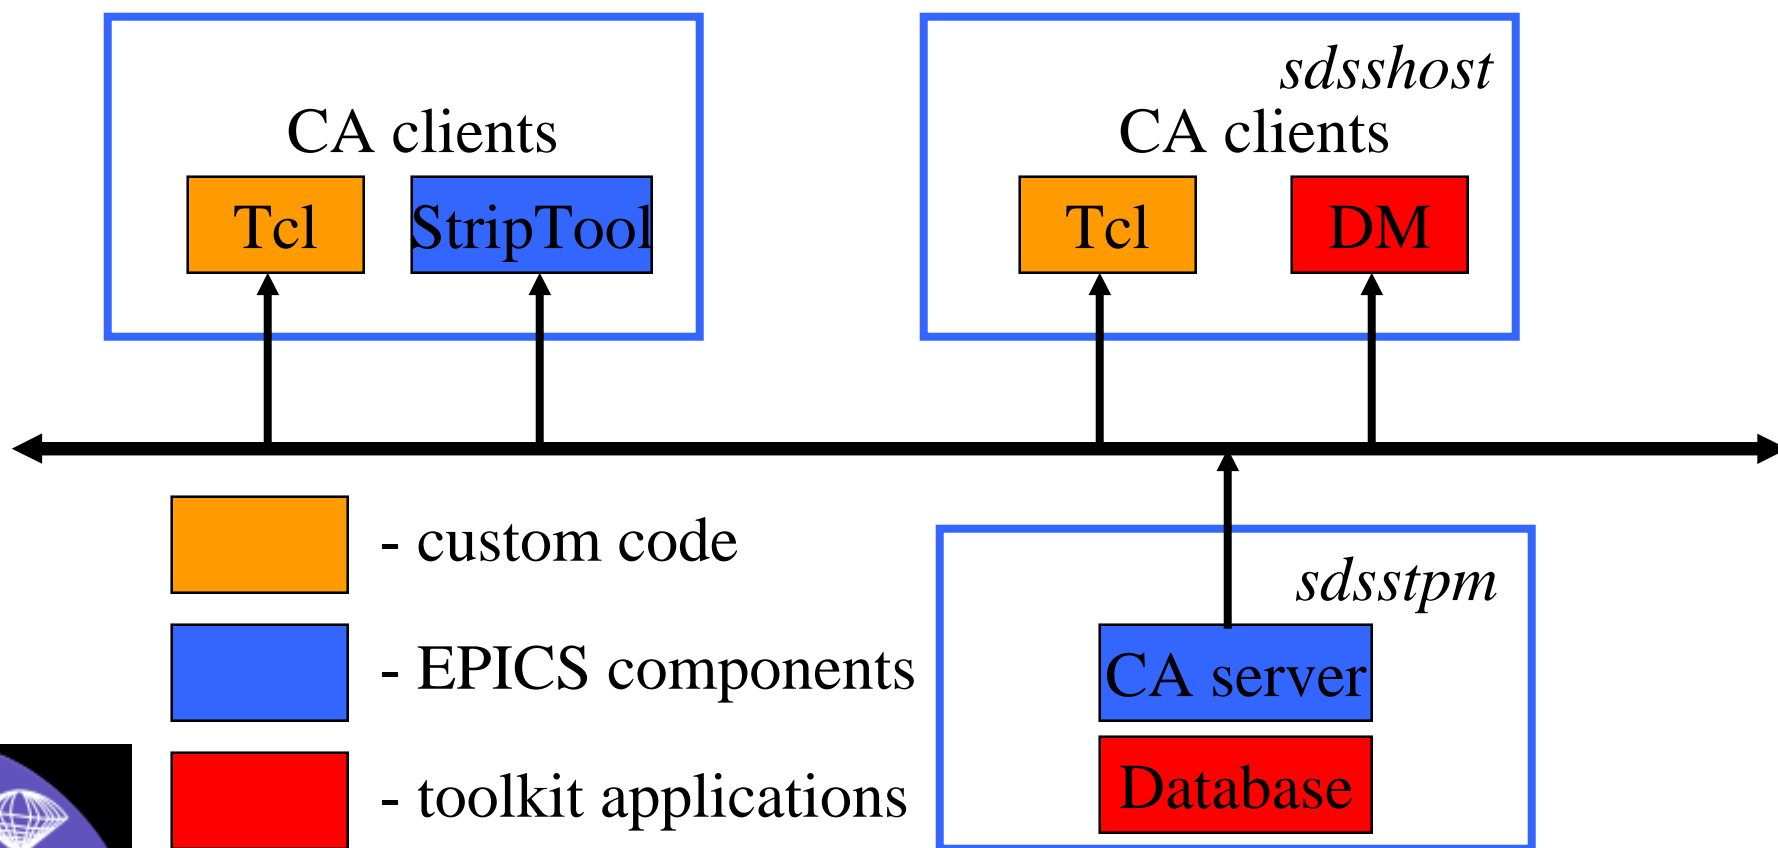 CA clients
Tcl
StripTool
sdsshost
CA clients
Tcl
DM
- custom code
- EPICS components
- toolkit applications
sdsstpm
CA server
Database